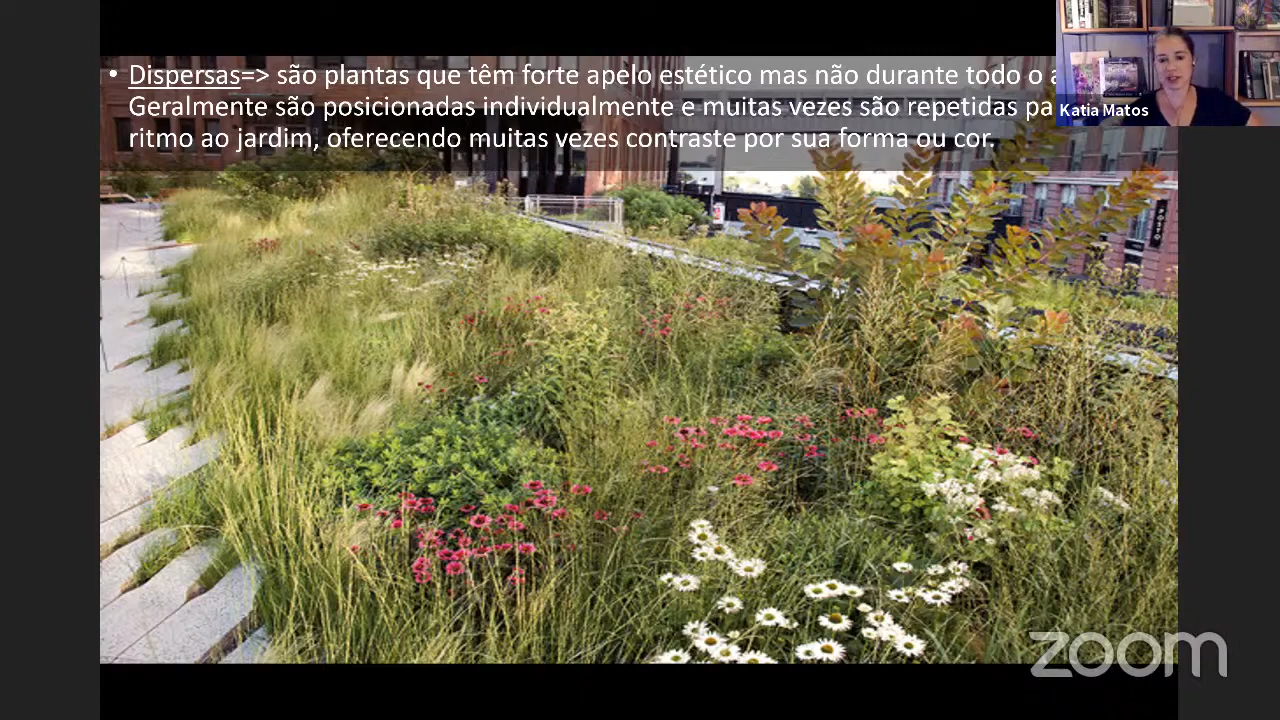 • Dispersas=> são plantas que têm forte apelo estético mas não durante todo o
Geralmente são posicionadas individualmente e muitas vezes são repetidas
ritmo ao jardim, oferecendo muitas vezes contraste por sua forma ou cor.
Katia Matos
zoom